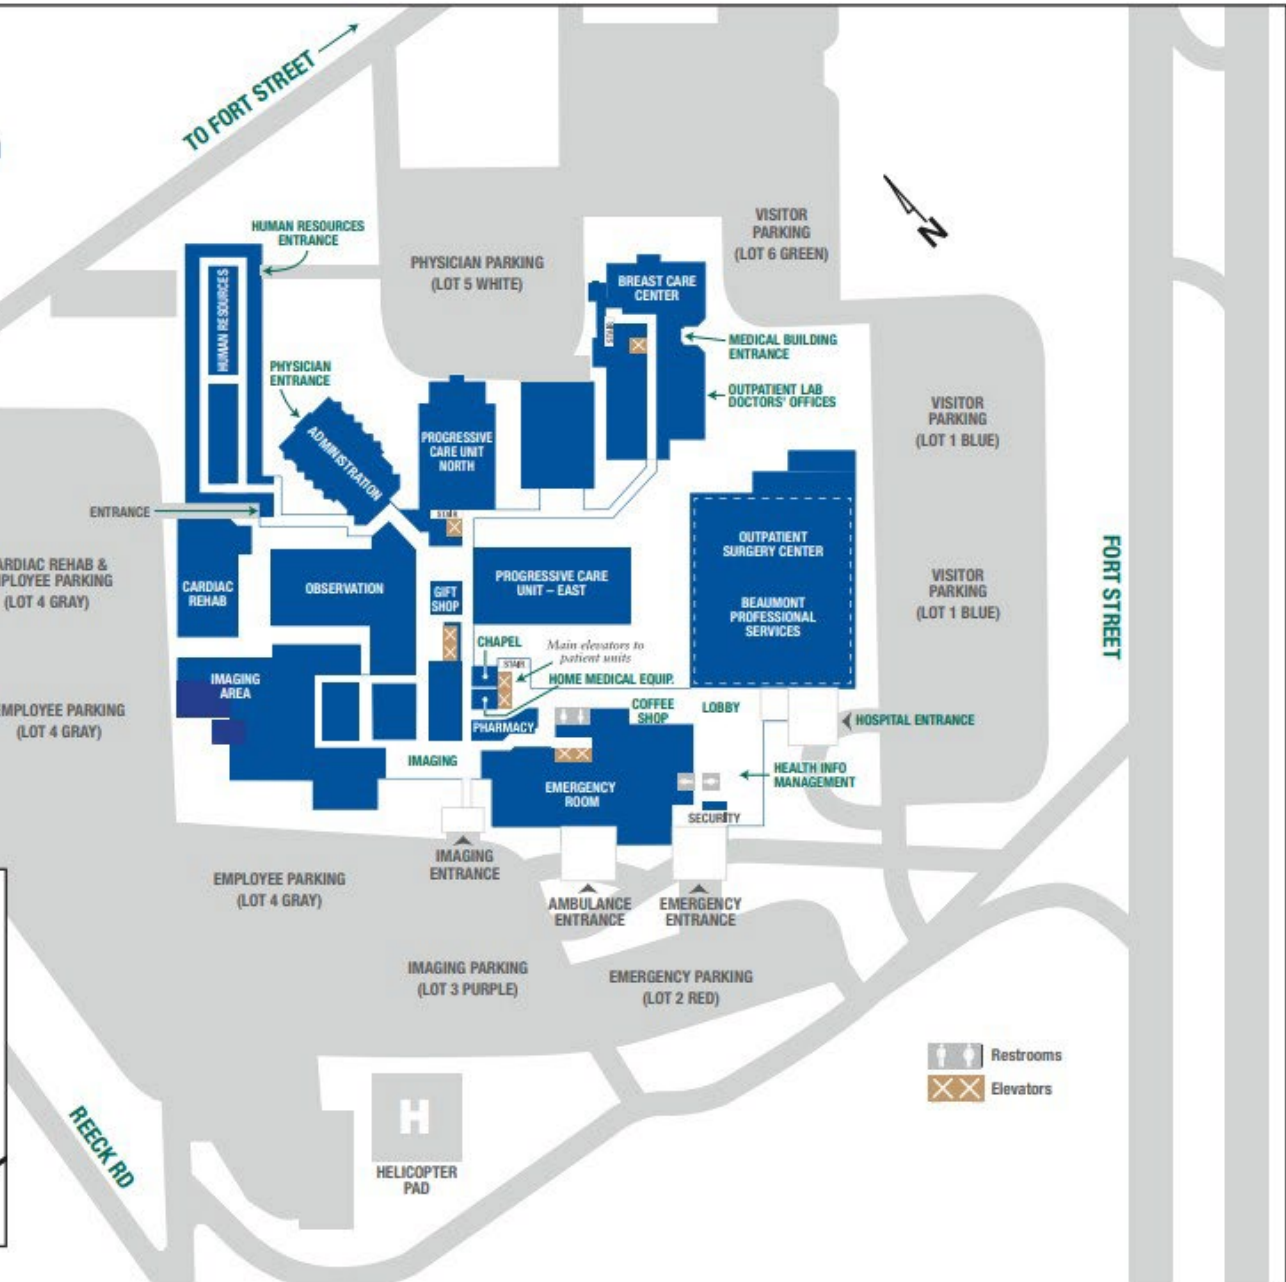 TO FORT STREET
HUMAN RESOURCES
ENTRANCE
VISITOR
PARKING
(LOT 6 GREEN)
N
PHYSICIAN PARKING
(LOT 5 WHITE)
HUMAN RESOURCES
BREAST CARE
CENTER
STAIR
MEDICAL BUILDING
ENTRANCE
PHYSICIAN
ENTRANCE
OUTPATIENT LAB
DOCTORS' OFFICES
VISITOR
PARKING
(LOT 1 BLUE)
ADMINISTRATION
PROGRESSIVE
CARE UNIT
NORTH
ENTRANCE
STAIR
OUTPATIENT
SURGERY CENTER
BEAUMONT
PROFESSIONAL
SERVICES
FORT STREET
ARDIAC REHAB &
MPLOYEE PARKING
(LOT 4 GRAY)
CARDIAC
REHAB
OBSERVATION
GIFT
SHOP
PROGRESSIVE CARE
UNIT – EAST
VISITOR
PARKING
(LOT 1 BLUE)
CHAPEL
Main elevators to
patient units
STAIR
HOME MEDICAL EQUIP.
IMAGING
AREA
MPLOYEE PARKING
(LOT 4 GRAY)
COFFEE
SHOP
LOBBY
HOSPITAL ENTRANCE
PHARMACY
IMAGING
HEALTH INFO
MANAGEMENT
EMERGENCY
ROOM
SECURITY
IMAGING
ENTRANCE
EMPLOYEE PARKING
(LOT 4 GRAY)
AMBULANCE
ENTRANCE
EMERGENCY
ENTRANCE
IMAGING PARKING
(LOT 3 PURPLE)
EMERGENCY PARKING
(LOT 2 RED)
Restrooms
Elevators
REECK RD
H
HELICOPTER
PAD